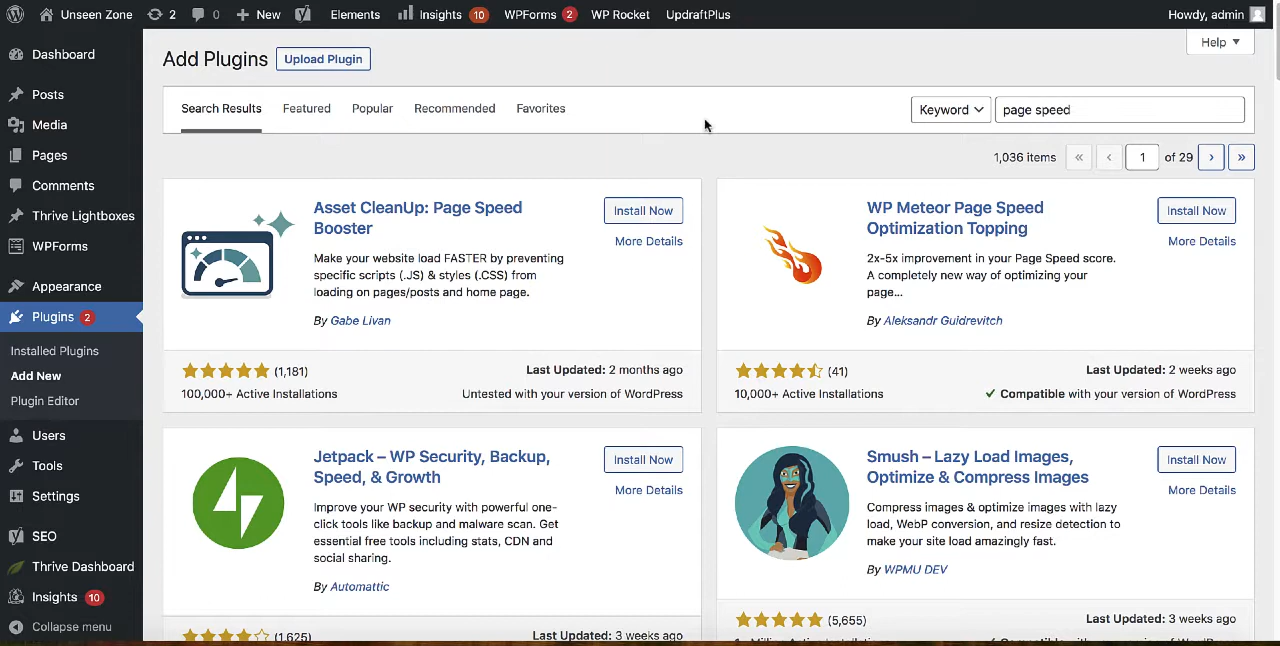 Unseen Zone 2 0 New Elements Insights 10 WPForms 2 WP Rocket UpdraftPlus Howdy, admin
Dashboard
Posts
Media
Pages
Comments
Thrive Lightboxes
WPForms
Appearance
Plugins 2
Installed Plugins
Add New
Plugin Editor
Users
Tools
Settings
SEO
Thrive Dashboard
Insights 10
Collapse menu
Help
Add Plugins Upload Plugin
Search Results Featured Popular Recommended Favorites Keyword page speed
1,036 items « ‹ 1 of 29 › »
Asset CleanUp: Page Speed
Booster
Install Now
More Details
Make your website load FASTER by preventing
specific scripts (.JS) & styles (.CSS) from
loading on pages/posts and home page.
By Gabe Livan
(1,181)
Last Updated: 2 months ago
100,000+ Active Installations
Untested with your version of WordPress
WP Meteor Page Speed
Optimization Topping
Install Now
More Details
2x-5x improvement in your Page Speed score.
A completely new way of optimizing your
page...
By Aleksandr Guidrevitch
(41)
Last Updated: 2 weeks ago
10,000+ Active Installations
Compatible with your version of WordPress
Jetpack – WP Security, Backup,
Speed, & Growth
Install Now
More Details
Improve your WP security with powerful one-
click tools like backup and malware scan. Get
essential free tools including stats, CDN and
social sharing.
By Automattic
(1,625)
Last Updated: 3 weeks ago
Smush – Lazy Load Images,
Optimize & Compress Images
Install Now
More Details
Compress images & optimize images with lazy
load, WebP conversion, and resize detection to
make your site load amazingly fast.
By WPMU DEV
(5,655)
Last Updated: 3 weeks ago